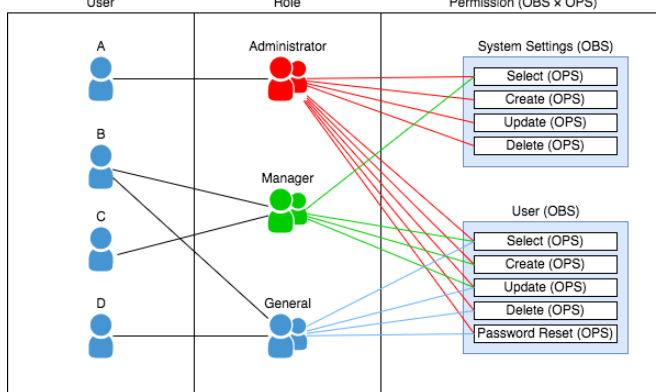 User Role Permission (OBS × OPS)
A Administrator System Settings (OBS)
Select (OPS)
Create (OPS)
Update (OPS)
Delete (OPS)
B
Manager
User (OBS)
C
Select (OPS)
Create (OPS)
Update (OPS)
D General
Delete (OPS)
Password Reset (OPS)